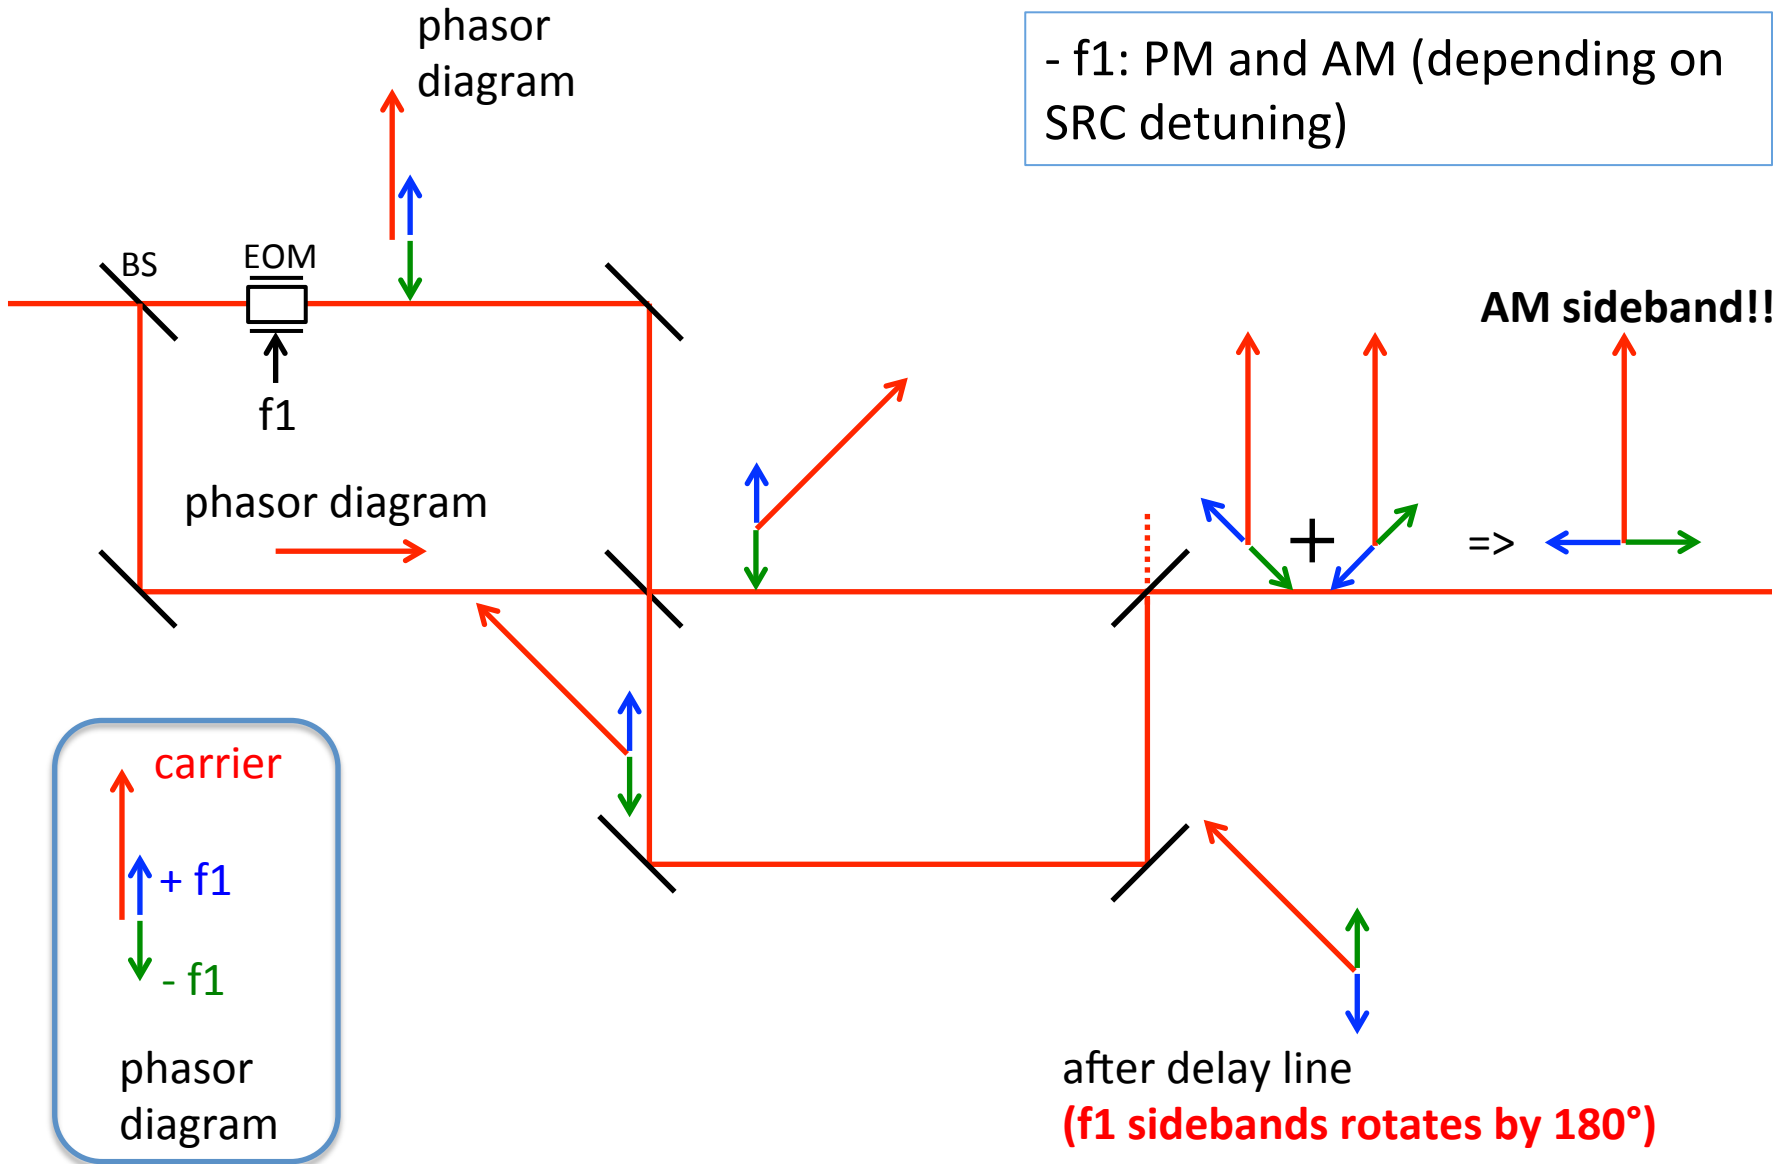 phasor
diagram
- f1: PM and AM (depending on
SRC detuning)
BS
EOM
f1
AM sideband!!
phasor diagram
+
=>
carrier
+ f1
- f1
phasor
diagram
after delay line
(f1 sidebands rotates by 180°)